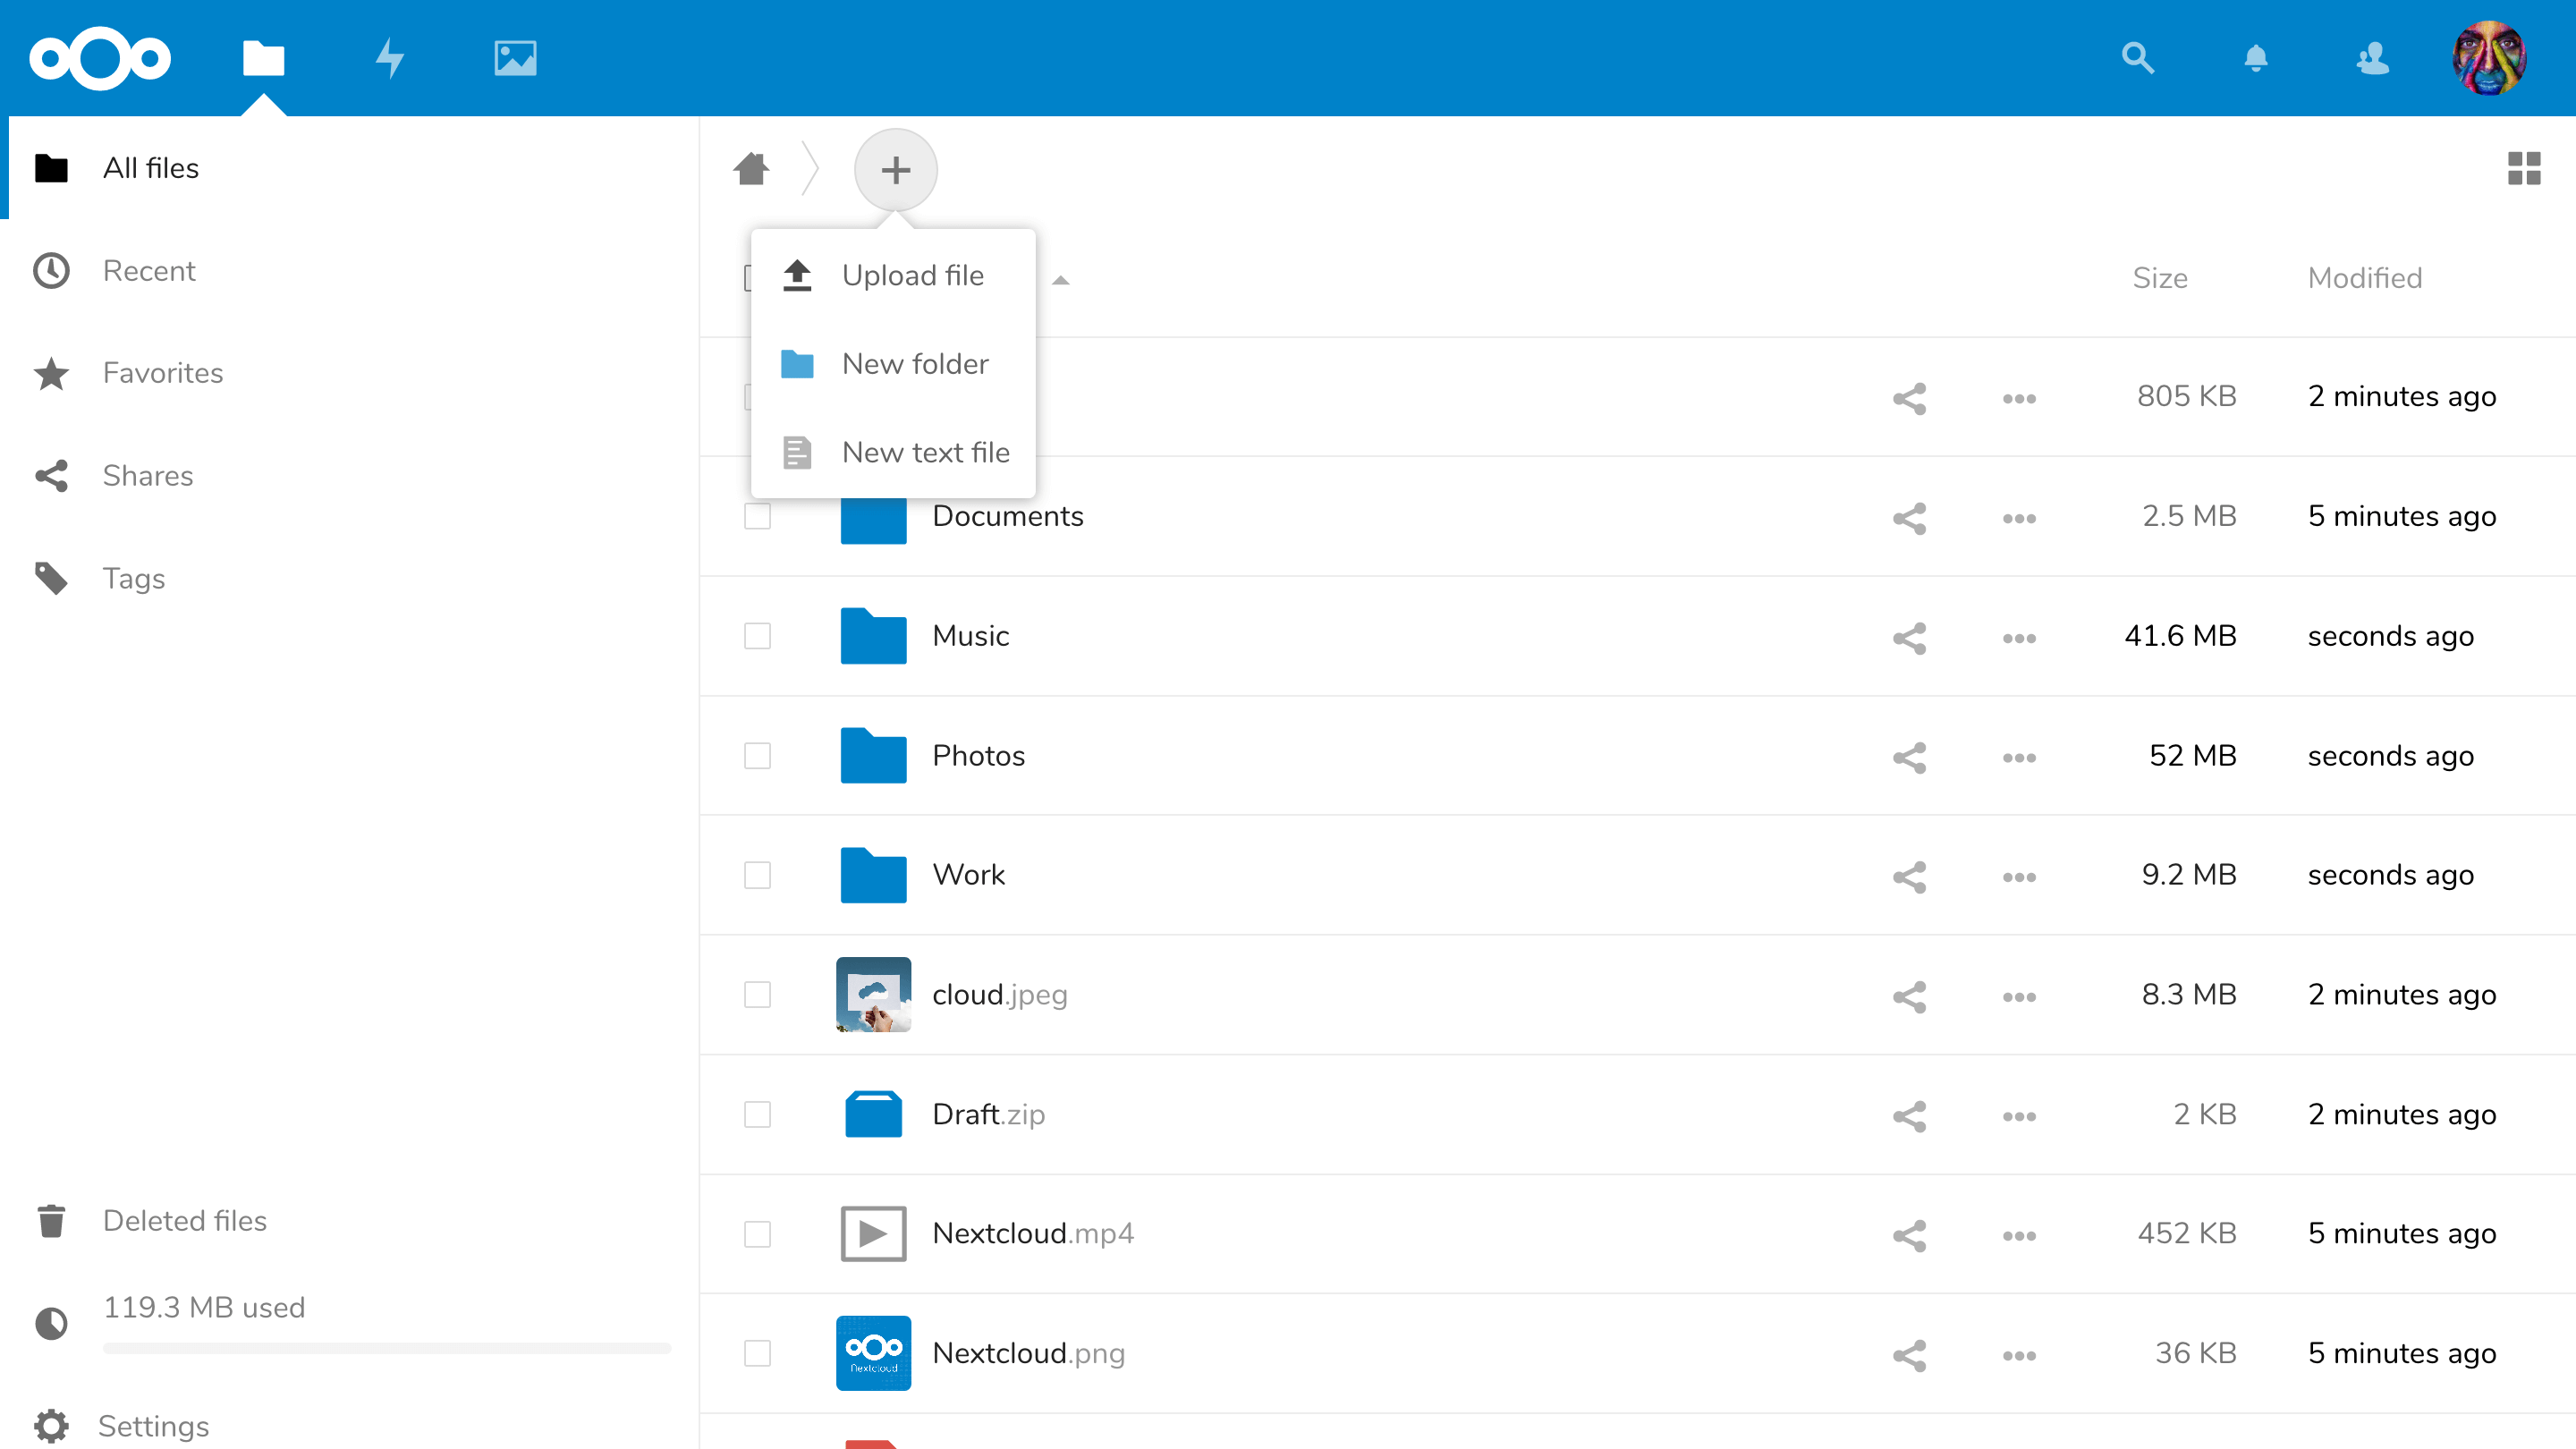 All files
Recent
Favorites
Shares
Tags
Deleted files
119.3 MB used
Settings
Upload file
New folder
New text file
Size Modified
805 KB 2 minutes ago
Documents 2.5 MB 5 minutes ago
Music 41.6 MB seconds ago
Photos 52 MB seconds ago
Work 9.2 MB seconds ago
cloud.jpeg 8.3 MB 2 minutes ago
Draft.zip 2 KB 2 minutes ago
Nextcloud.mp4 452 KB 5 minutes ago
Nextcloud
Nextcloud.png 36 KB 5 minutes ago